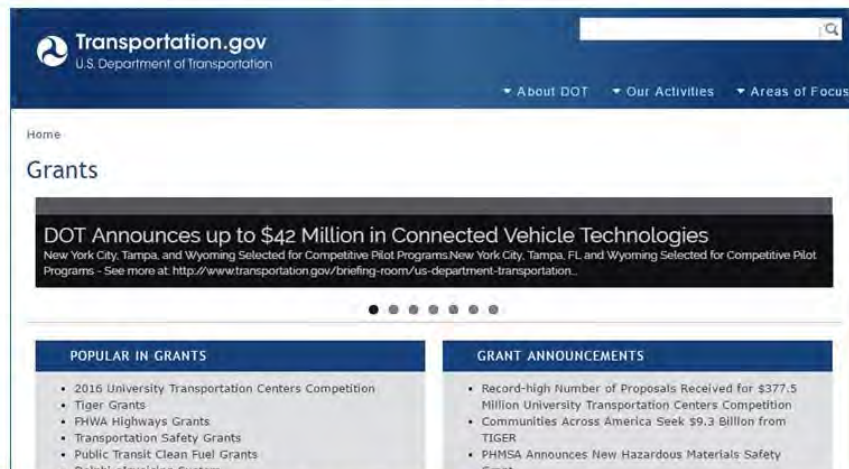 Transportation.gov
U.S. Department of Transportation
About DOT
Our Activities
Areas of Focus
Home
Grants
DOT Announces up to $42 Million in Connected Vehicle Technologies
New York City, Tampa, and Wyoming Selected for Competitive Pilot Programs.New York City, Tampa, FL and Wyoming Selected for Competitive Pilot
Programs - See more at: http://www.transportation.gov/briefing-room/us-department-transportation...
POPULAR IN GRANTS
2016 University Transportation Centers Competition
Tiger Grants
FHWA Highways Grants
Transportation Safety Grants
Public Transit Clean Fuel Grants
GRANT ANNOUNCEMENTS
Record-high Number of Proposals Received for $377.5
Million University Transportation Centers Competition
Communities Across America Seek $9.3 Billion from
TIGER
PHMSA Announces New Hazardous Materials Safety